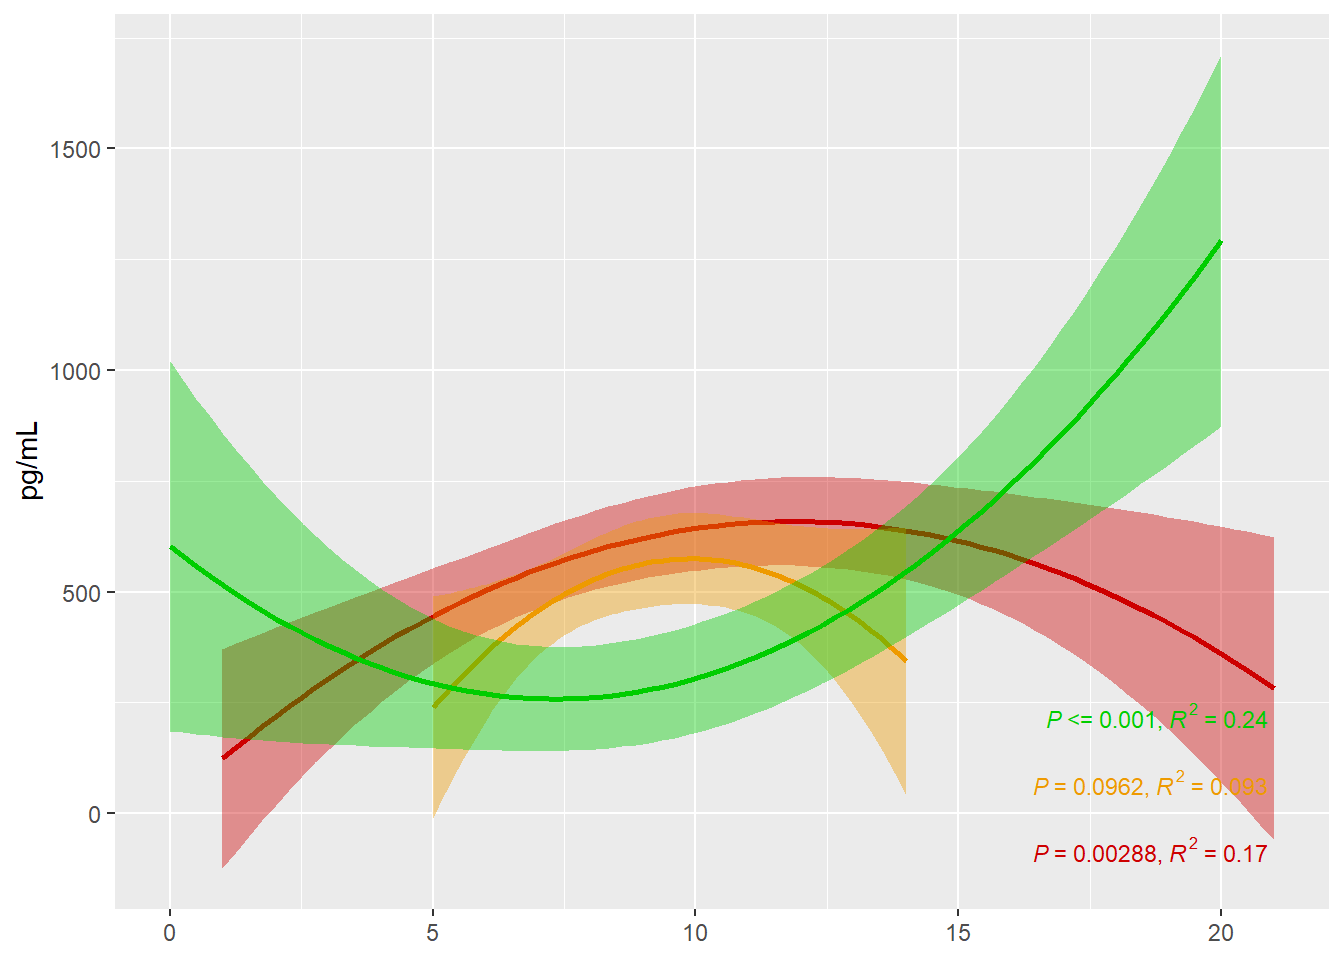 1500
1000
500
0
pg/mL
P <= 0.001, R² = 0.24
P = 0.0962, R² = 0.093
P = 0.00288, R² = 0.17
0 5 10 15 20